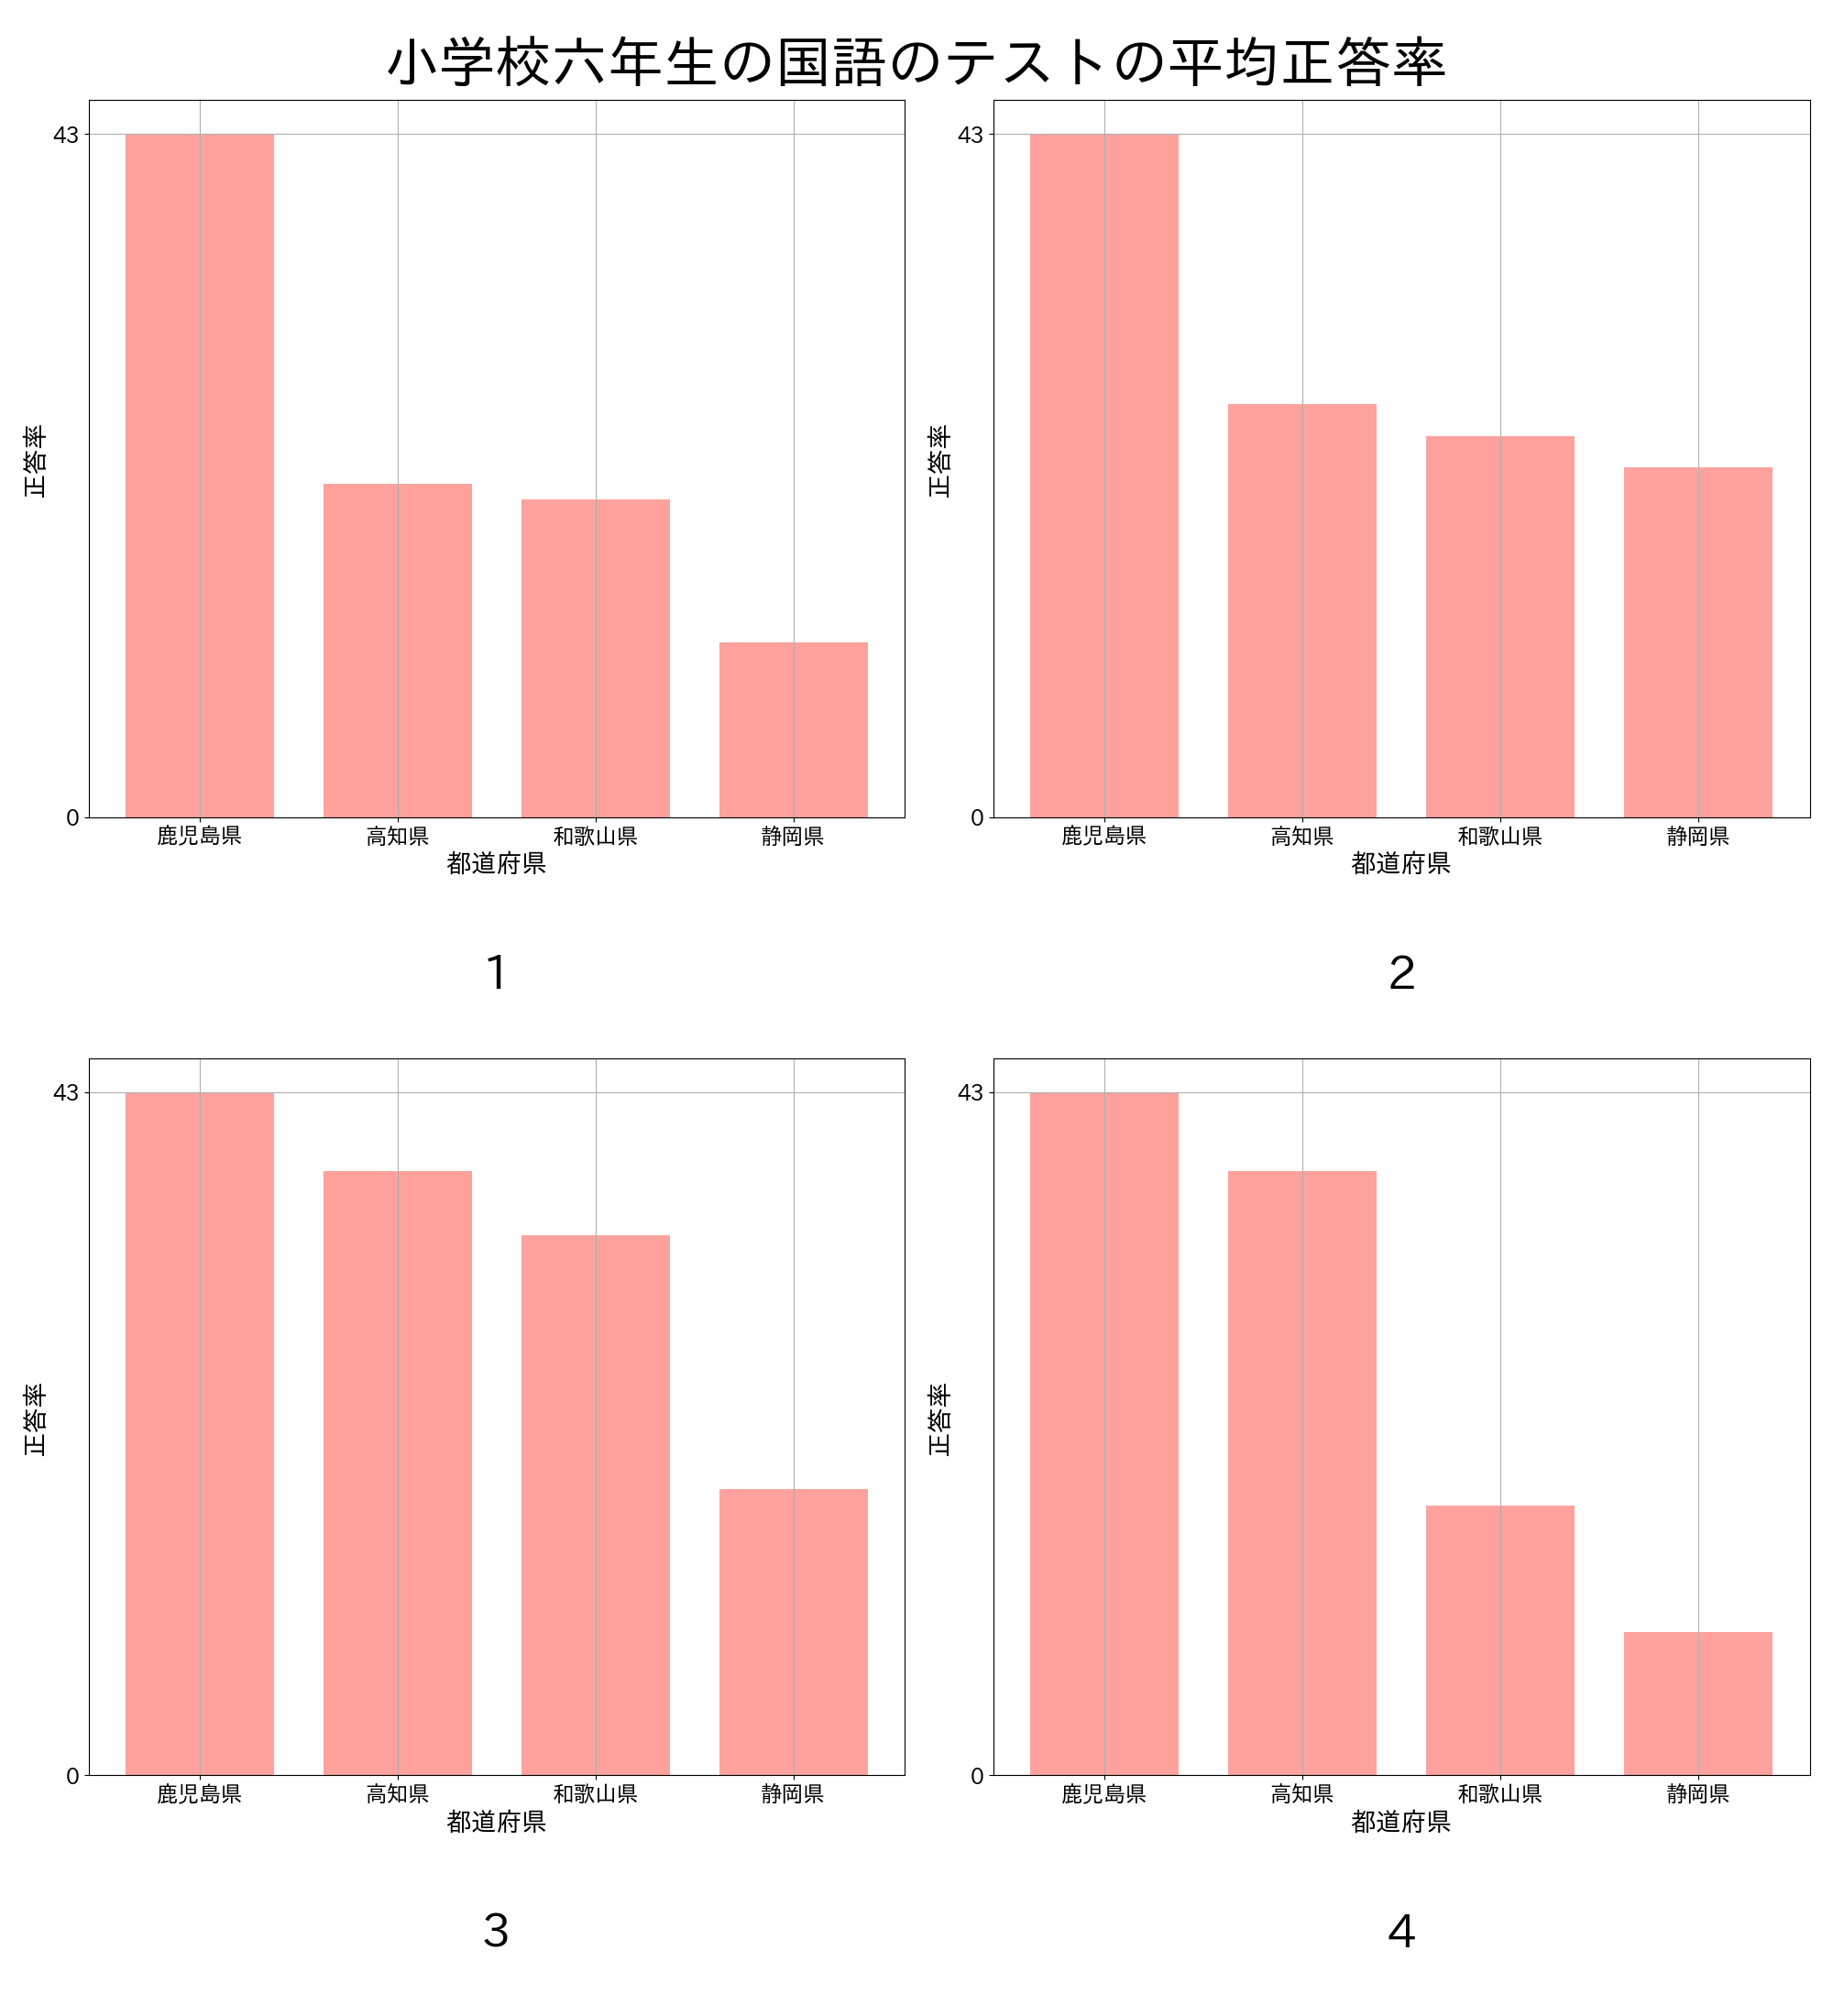 小学校六年生の国語のテストの平均正答率
43
正答率
0
鹿児島県 高知県 和歌山県 静岡県
都道府県
1
43
正答率
0
鹿児島県 高知県 和歌山県 静岡県
都道府県
2
43
正答率
0
鹿児島県 高知県 和歌山県 静岡県
都道府県
3
43
正答率
0
鹿児島県 高知県 和歌山県 静岡県
都道府県
4